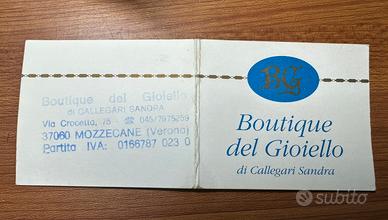 Boutique del Gioiello
di CALLEGARI SANDRA
Via Crocetta, 75 - ☎ 045/7975259
37060 MOZZECANE (Verona)
Partita IVA: 0166787 023 0
BG
Boutique
del Gioiello
di Callegari Sandra
subito